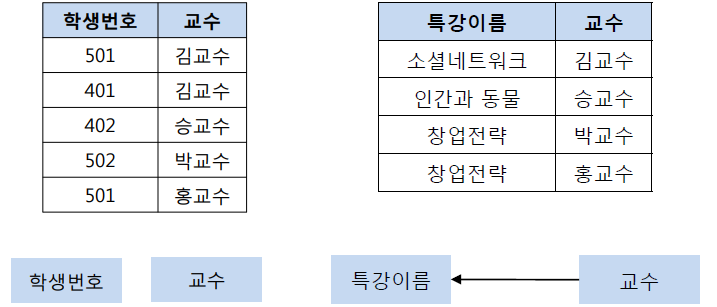 학생번호 교수
501 김교수
401 김교수
402 승교수
502 박교수
501 홍교수
특강이름 교수
소셜네트워크 김교수
인간과 동물 승교수
창업전략 박교수
창업전략 홍교수
학생번호 교수 특강이름 교수